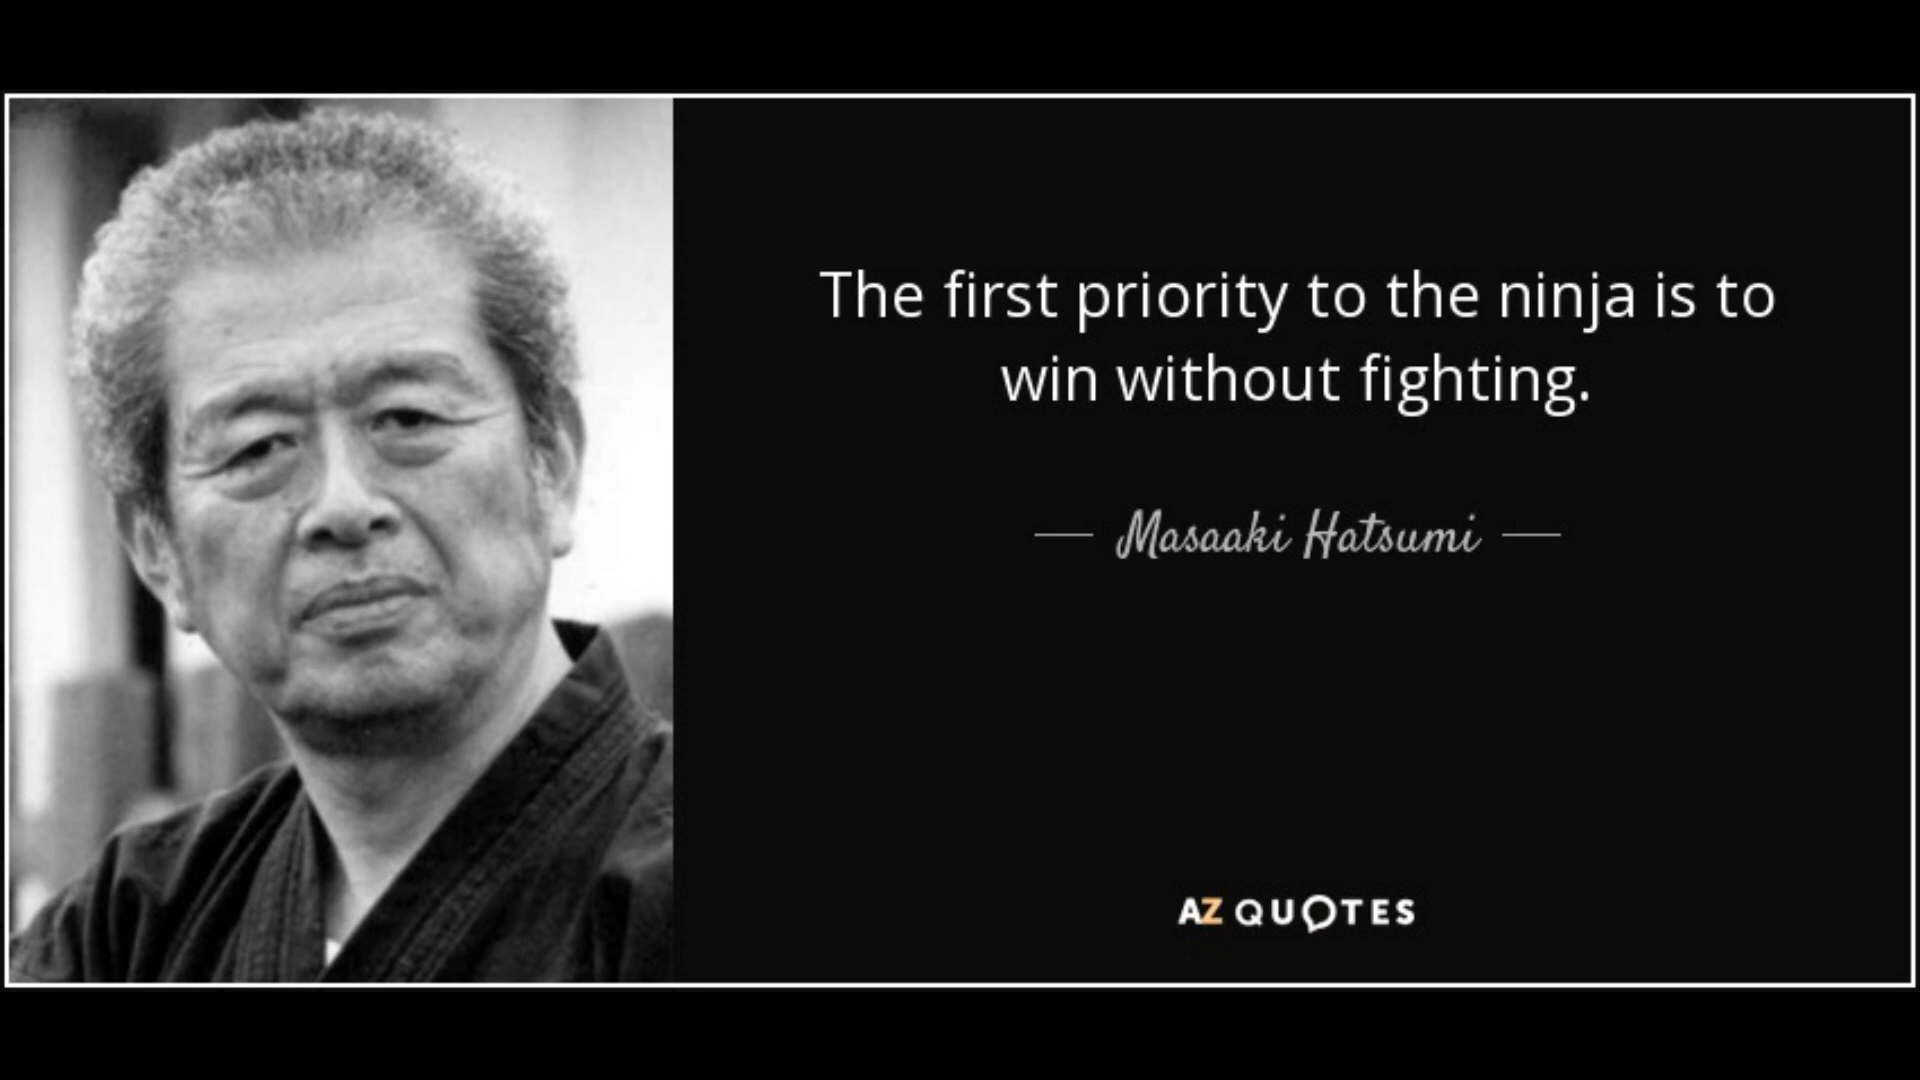 The first priority to the ninja is to
win without fighting.
Masaaki Hatsumi
AZ QUOTES